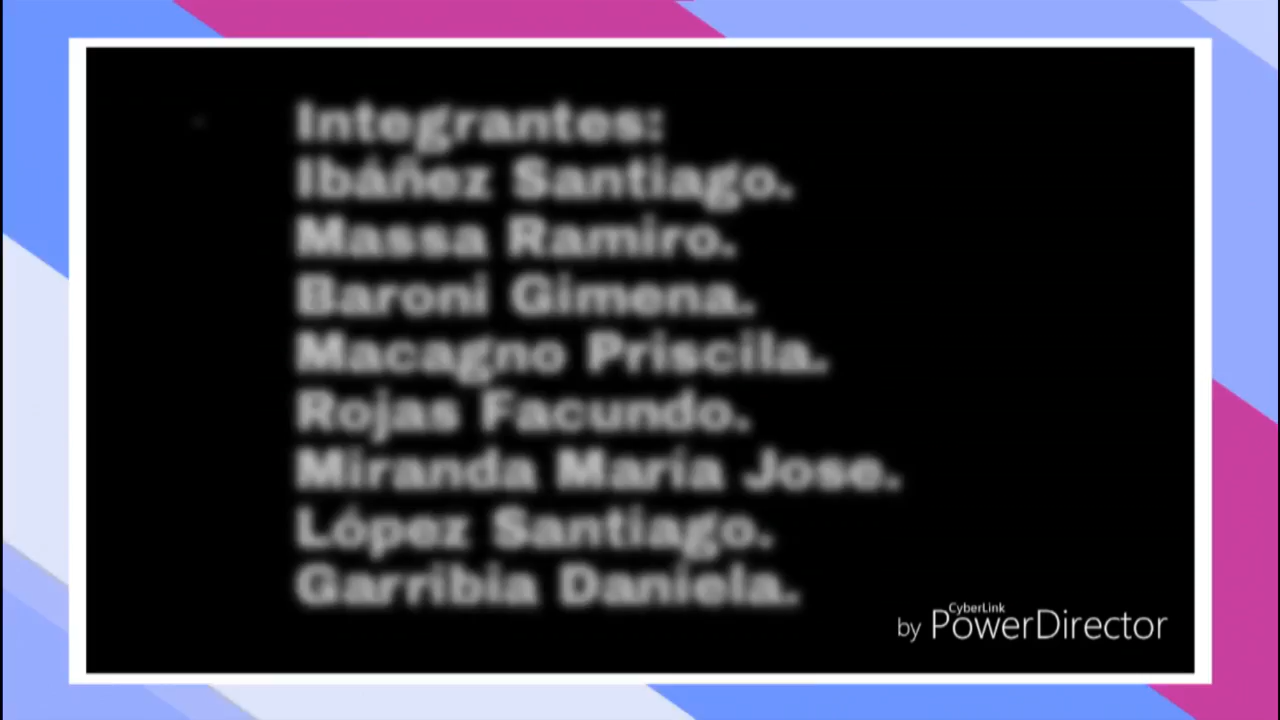 Integrantes:
Ibáñez Santiago.
Massa Ramiro.
Baroni Gimena.
Macagno Priscila.
Rojas Facundo.
Miranda María Jose.
López Santiago.
Garribia Daniela.
by CyberLink PowerDirector